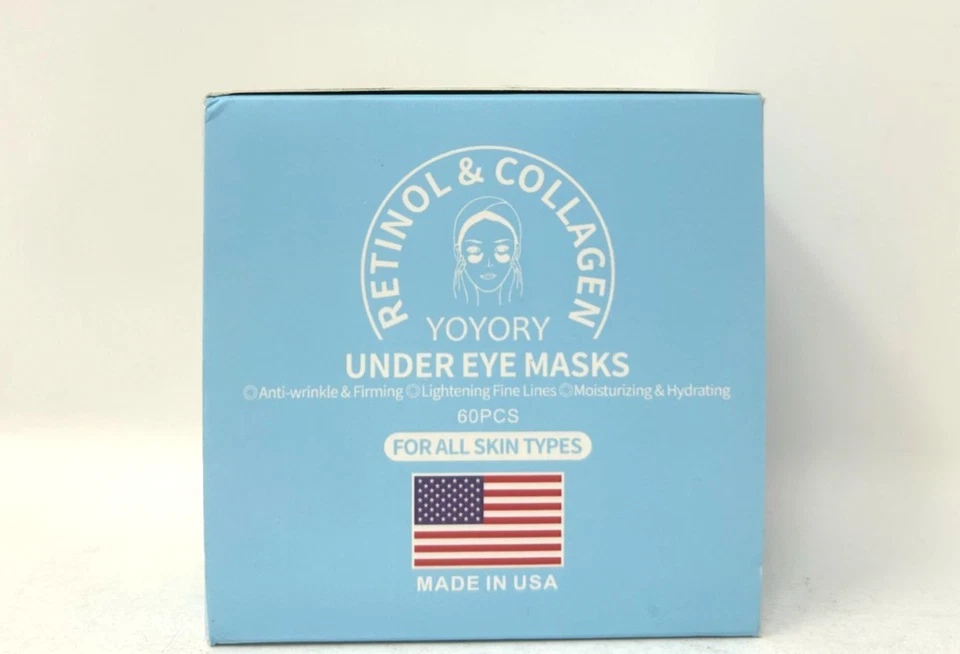 RETINOL & COLLAGEN
YOYORY
UNDER EYE MASKS
◎Anti-wrinkle & Firming ◎Lightening Fine Lines ◎Moisturizing & Hydrating
60PCS
FOR ALL SKIN TYPES
MADE IN USA